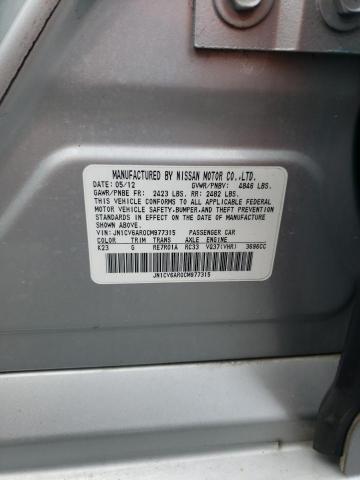 MANUFACTURED BY NISSAN MOTOR CO.,LTD.
DATE: 05/12 GVWR/PNBV: 4846 LBS.
GAWR/PNBE FR: 2423 LBS. RR: 2482 LBS.
THIS VEHICLE CONFORMS TO ALL APPLICABLE FEDERAL
MOTOR VEHICLE SAFETY,BUMPER,AND THEFT PREVENTION
STANDARDS IN EFFECT ON THE DATE OF MANUFACTURE
SHOWN ABOVE.
VIN: JN1CV6AR0CM977315 PASSENGER CAR
COLOR TRIM TRANS AXLE ENGINE
K23 G RE7R01A RC33 VQ37(VHR) 3696CC
JN1CV6AR0CM977315